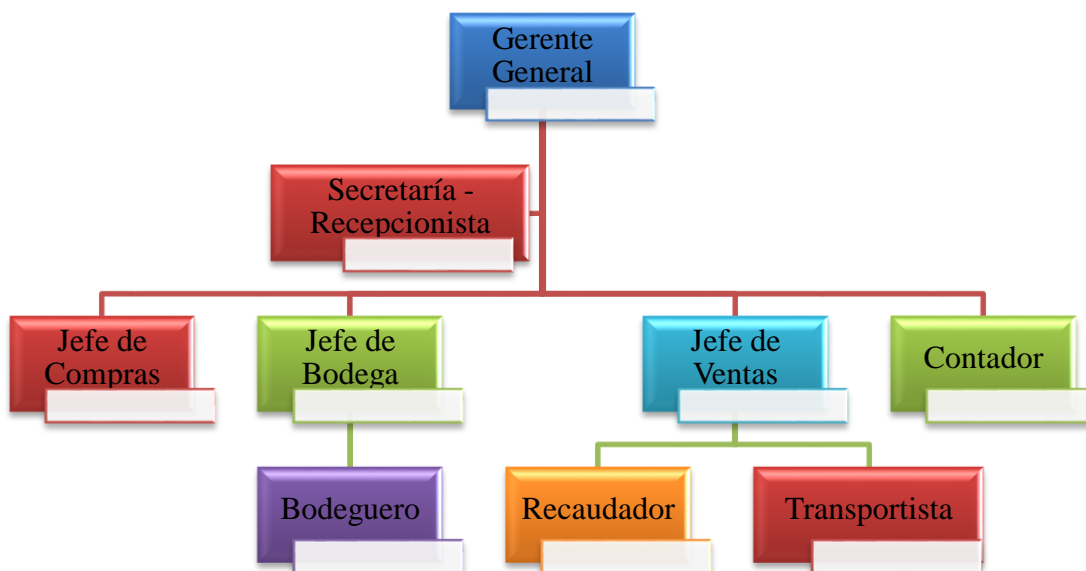 Gerente
General
Secretaría -
Recepcionista
Jefe de
Compras
Jefe de
Bodega
Jefe de
Ventas
Contador
Bodeguero
Recaudador
Transportista